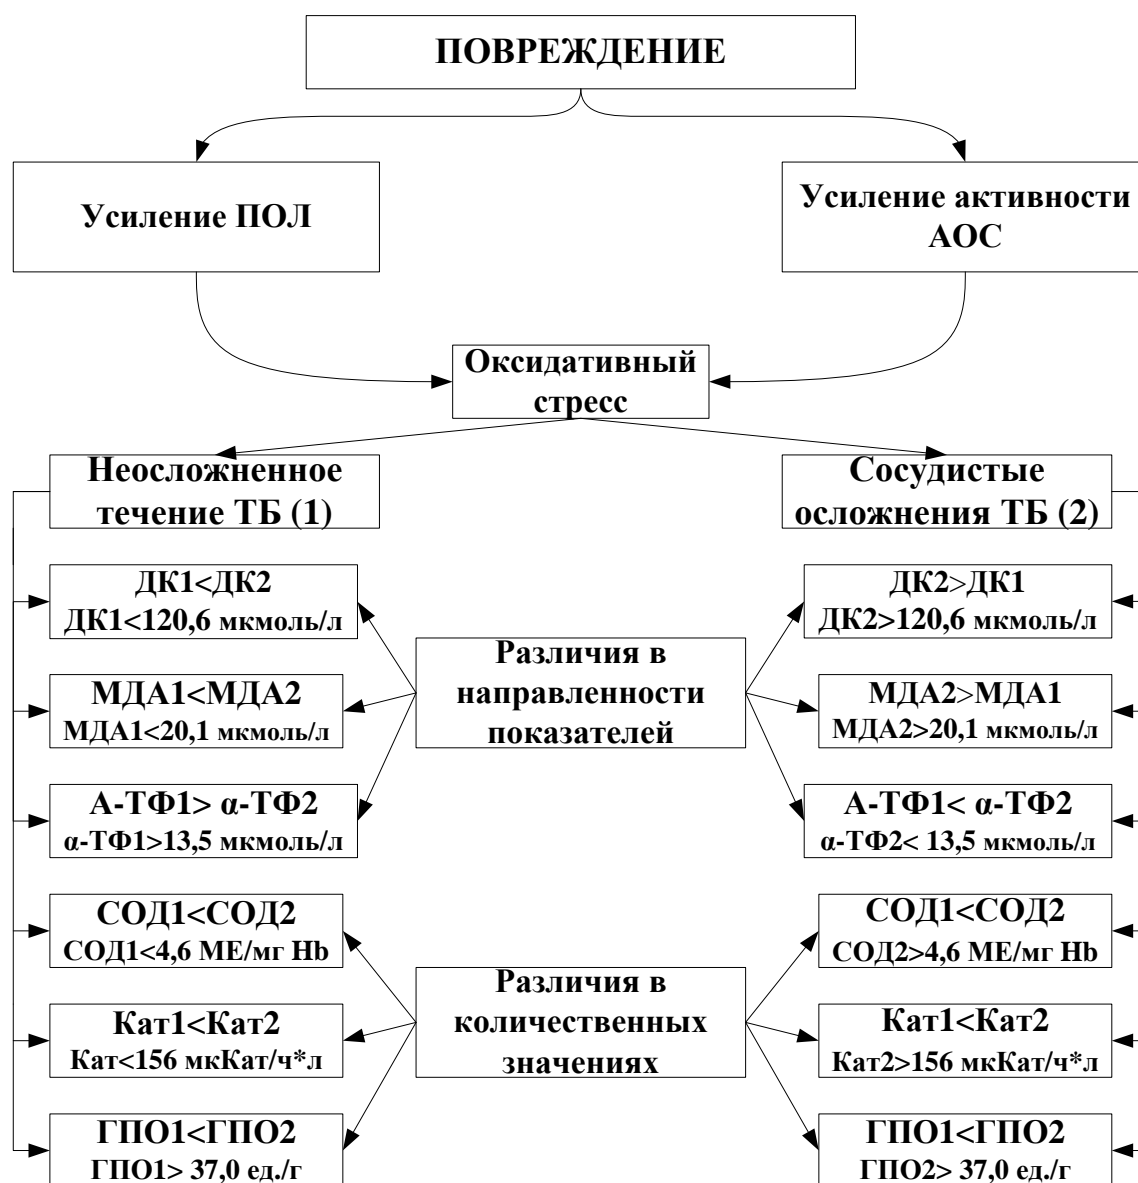 ПОВРЕЖДЕНИЕ
Усиление ПОЛ
Усиление активности
АОС
Оксидативный
стресс
Неосложненное
течение ТБ (1)
Сосудистые
осложнения ТБ (2)
ДК1<ДК2
ДК1<120,6 мкмоль/л
ДК2>ДК1
ДК2>120,6 мкмоль/л
Различия в
направленности
показателей
МДА1<МДА2
МДА1<20,1 мкмоль/л
МДА2>МДА1
МДА2>20,1 мкмоль/л
А-ТФ1> α-ТФ2
α-ТФ1>13,5 мкмоль/л
А-ТФ1< α-ТФ2
α-ТФ2< 13,5 мкмоль/л
СОД1<СОД2
СОД1<4,6 МЕ/мг Hb
СОД1<СОД2
СОД2>4,6 МЕ/мг Hb
Различия в
количественных
значениях
Кат1<Кат2
Кат<156 мкКат/ч*л
Кат1<Кат2
Кат2>156 мкКат/ч*л
ГПО1<ГПО2
ГПО1> 37,0 ед./г
ГПО1<ГПО2
ГПО2> 37,0 ед./г